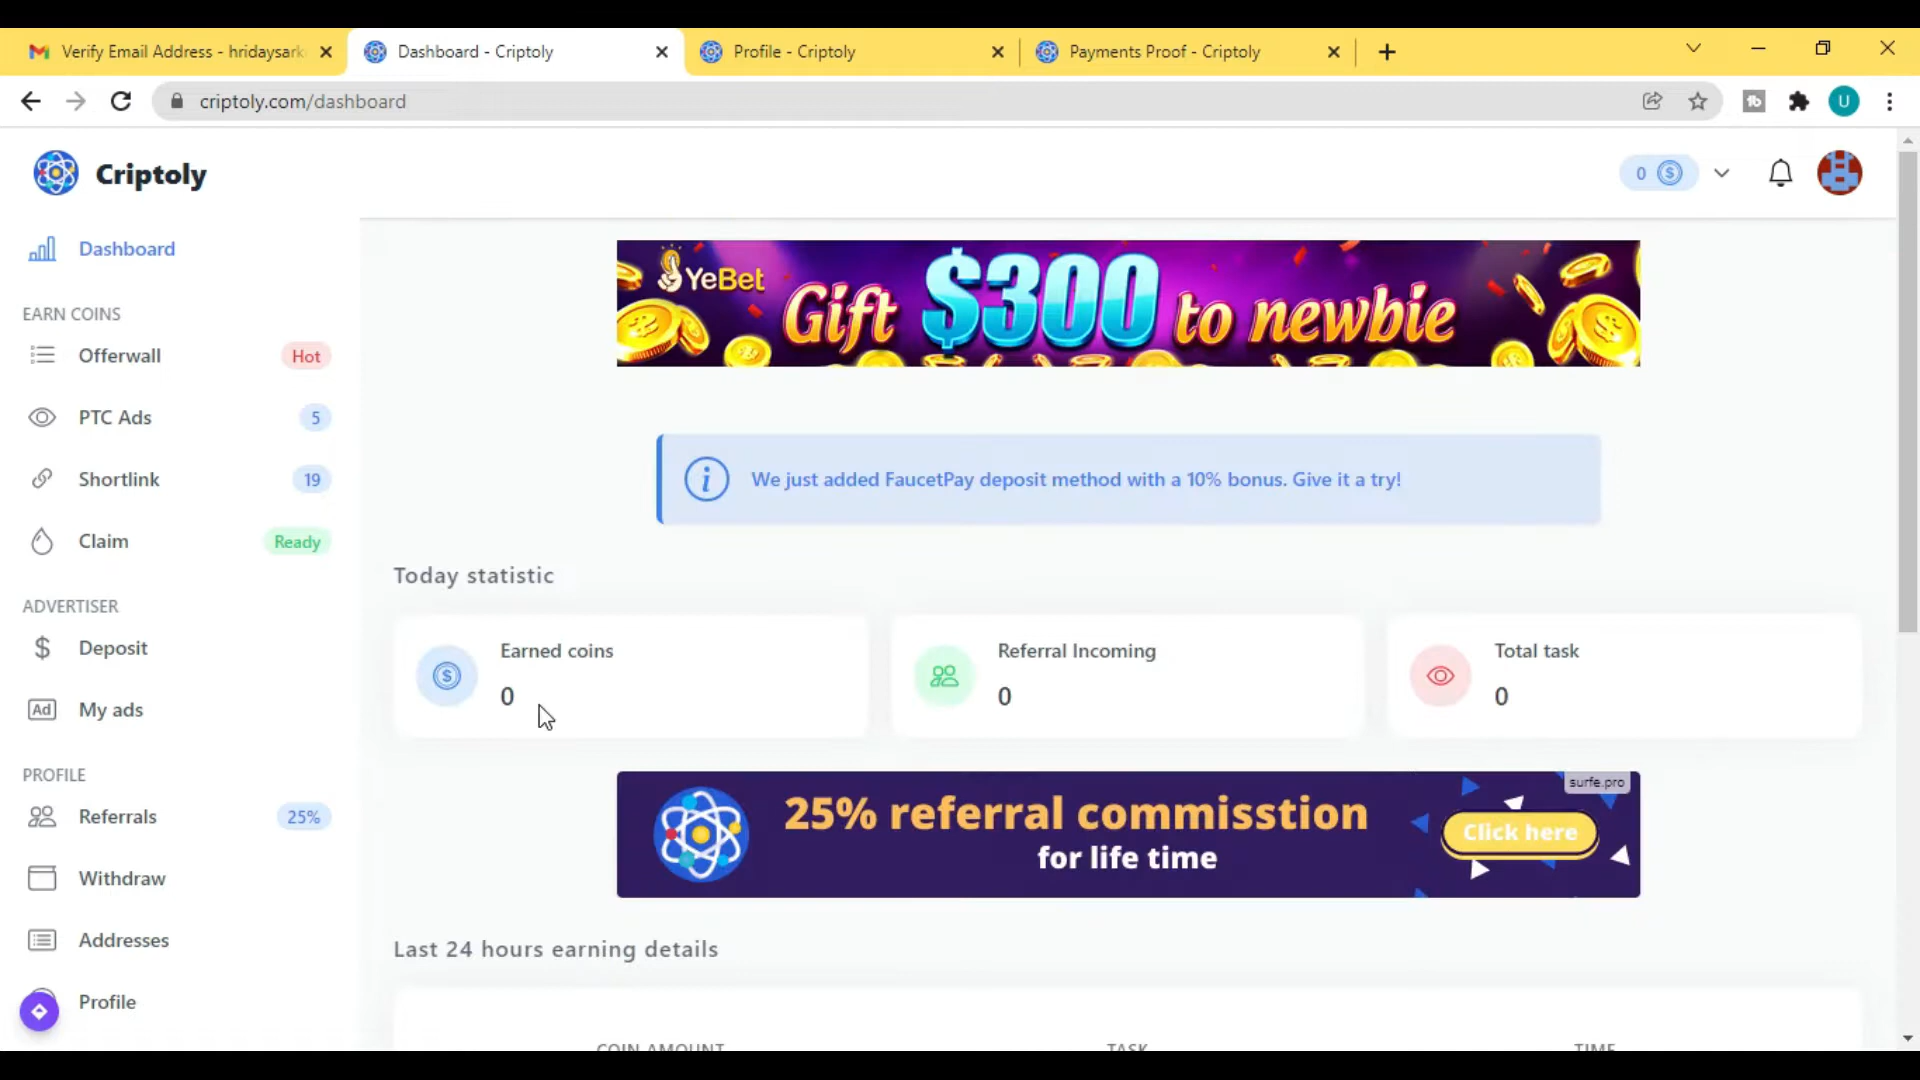 Verify Email Address - hridaysark
Dashboard - Criptoly
Profile - Criptoly
Payments Proof - Criptoly
criptoly.com/dashboard
U
Criptoly
0
Dashboard
EARN COINS
Offerwall
Hot
PTC Ads
5
Shortlink
19
Claim
Ready
ADVERTISER
Deposit
Ad
My ads
PROFILE
Referrals
25%
Withdraw
Addresses
Profile
YeBet
Gift $300 to newbie
We just added FaucetPay deposit method with a 10% bonus. Give it a try!
Today statistic
Earned coins
0
Referral Incoming
0
Total task
0
surfe.pro
25% referral commisstion
for life time
Click here
Last 24 hours earning details
COIN AMOUNT
TASK
TIME